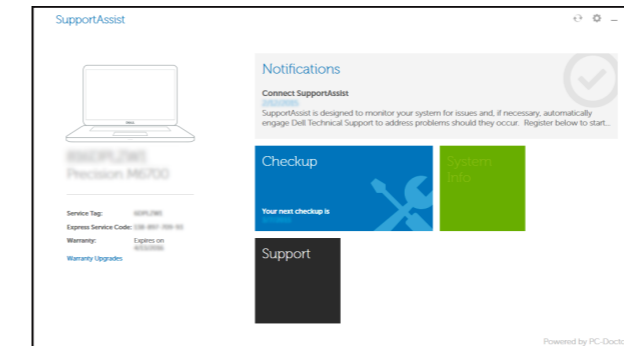 SupportAssist
Notifications
Connect SupportAssist
SupportAssist is designed to monitor your system for issues and, if necessary, automatically
engage Dell Technical Support to address problems should they occur. Register below to start...
Precision M6700
Checkup
System
Info
Your next checkup is
Service Tag:
Express Service Code:
Warranty: Expires on
Warranty Upgrades
Support
Powered by PC-Docto